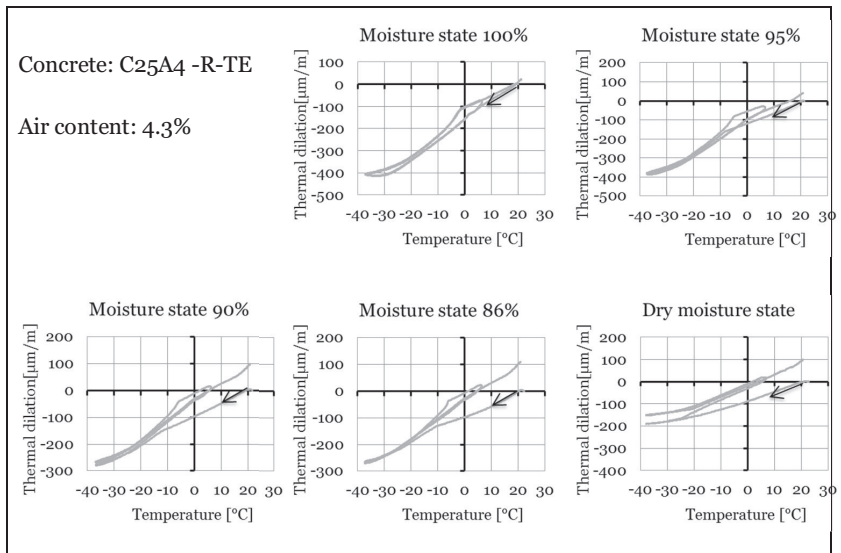 Concrete: C25A4 -R-TE
Air content: 4.3%
Moisture state 100%
Thermal dilation[µm/m]
100
0
-100
-200
-300
-400
-500
-40 -30 -20 -10 0 10 20 30
Temperature [°C]
Moisture state 95%
Thermal dilation[µm/m]
200
100
0
-100
-200
-300
-400
-500
-40 -30 -20 -10 0 10 20 30
Temperature [°C]
Moisture state 90%
Thermal dilation[µm/m]
200
100
0
-100
-200
-300
-40 -30 -20 -10 0 10 20 30
Temperature [°C]
Moisture state 86%
Thermal dilation[µm/m]
200
100
0
-100
-200
-300
-40 -30 -20 -10 0 10 20 30
Temperature [°C]
Dry moisture state
Thermal dilation[µm/m]
200
100
0
-100
-200
-300
-400
-40 -30 -20 -10 0 10 20 30
Temperature [°C]